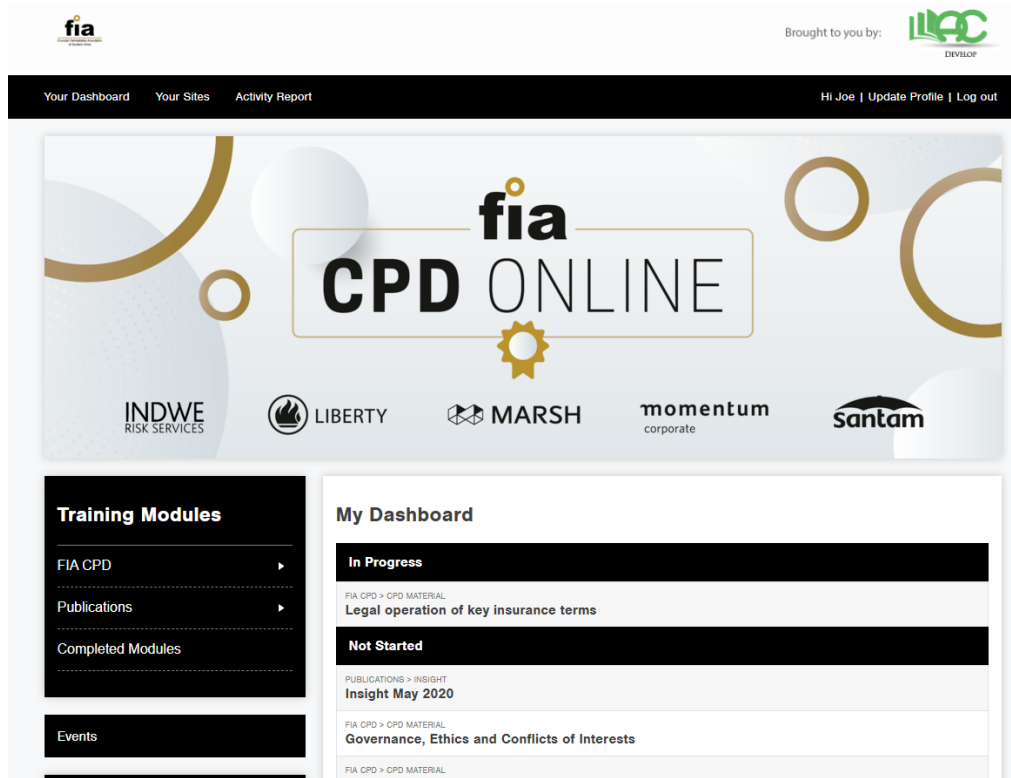 fia
Brought to you by:
DEVELOP
Your Dashboard Your Sites Activity Report
Hi Joe | Update Profile | Log out
fia
CPD ONLINE
INDWE
RISK SERVICES
LIBERTY
MARSH
momentum
corporate
santam
Training Modules
FIA CPD
Publications
Completed Modules
Events
My Dashboard
In Progress
FIA CPD > CPD MATERIAL
Legal operation of key insurance terms
Not Started
PUBLICATIONS > INSIGHT
Insight May 2020
FIA CPD > CPD MATERIAL
Governance, Ethics and Conflicts of Interests
FIA CPD > CPD MATERIAL